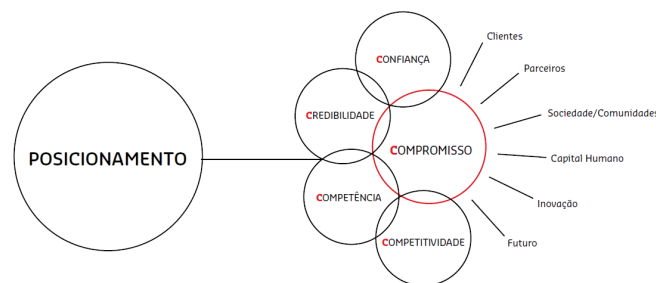 POSICIONAMENTO
CONFIANÇA
CREDIBILIDADE
COMPROMISSO
COMPETÊNCIA
COMPETITIVIDADE
Clientes
Parceiros
Sociedade/Comunidades
Capital Humano
Inovação
Futuro